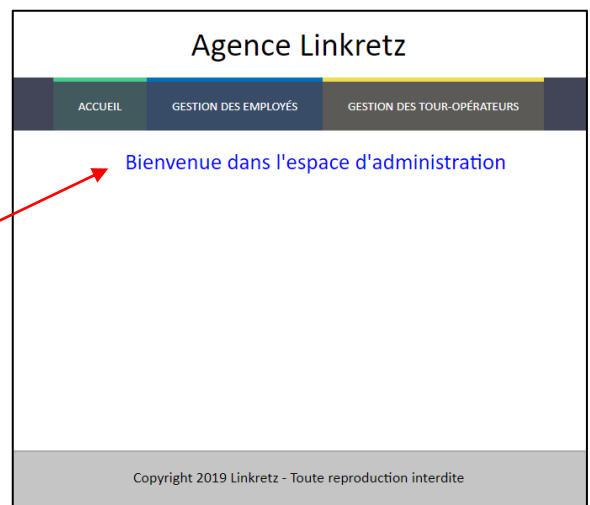 Agence Linkretz
ACCUEIL GESTION DES EMPLOYÉS GESTION DES TOUR-OPÉRATEURS
Bienvenue dans l'espace d'administration
Copyright 2019 Linkretz - Toute reproduction interdite